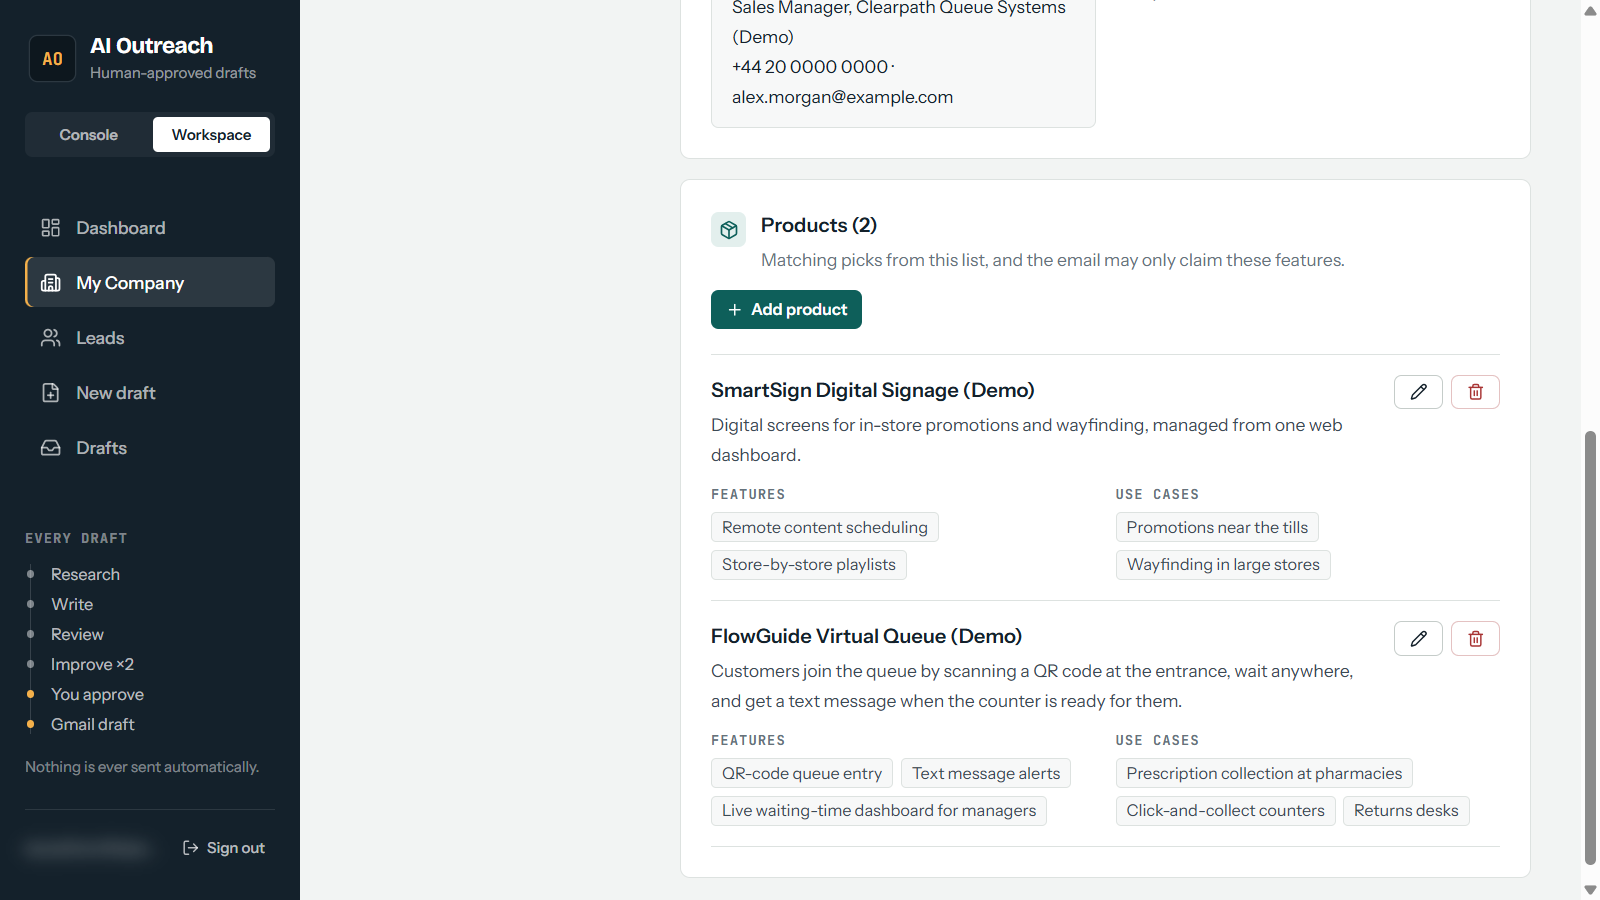 AO
AI Outreach
Human-approved drafts
Console
Workspace
Dashboard
My Company
Leads
New draft
Drafts
EVERY DRAFT
Research
Write
Review
Improve ×2
You approve
Gmail draft
Nothing is ever sent automatically.
Sign out
Sales Manager, Clearpath Queue Systems
(Demo)
+44 20 0000 0000 ·
alex.morgan@example.com
Products (2)
Matching picks from this list, and the email may only claim these features.
+ Add product
SmartSign Digital Signage (Demo)
Digital screens for in-store promotions and wayfinding, managed from one web
dashboard.
FEATURES
Remote content scheduling
Store-by-store playlists
USE CASES
Promotions near the tills
Wayfinding in large stores
FlowGuide Virtual Queue (Demo)
Customers join the queue by scanning a QR code at the entrance, wait anywhere,
and get a text message when the counter is ready for them.
FEATURES
QR-code queue entry
Text message alerts
Live waiting-time dashboard for managers
USE CASES
Prescription collection at pharmacies
Click-and-collect counters
Returns desks